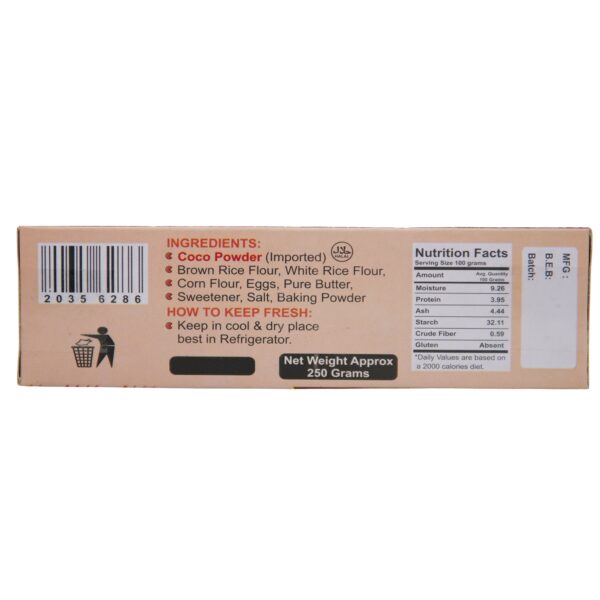 INGREDIENTS:
Coco Powder (Imported) حلال HALAL
Brown Rice Flour, White Rice Flour,
Corn Flour, Eggs, Pure Butter,
Sweetener, Salt, Baking Powder
HOW TO KEEP FRESH:
Keep in cool & dry place
best in Refrigerator.
2035 6286
Net Weight Approx
250 Grams
Nutrition Facts
Serving Size 100 grams
Amount Avg. Quantity 100 Grams
Moisture 9.26
Protein 3.95
Ash 4.44
Starch 32.11
Crude Fiber 0.59
Gluten Absent
*Daily Values are based on
a 2000 calories diet.
MFG :
B.E.B:
Batch: